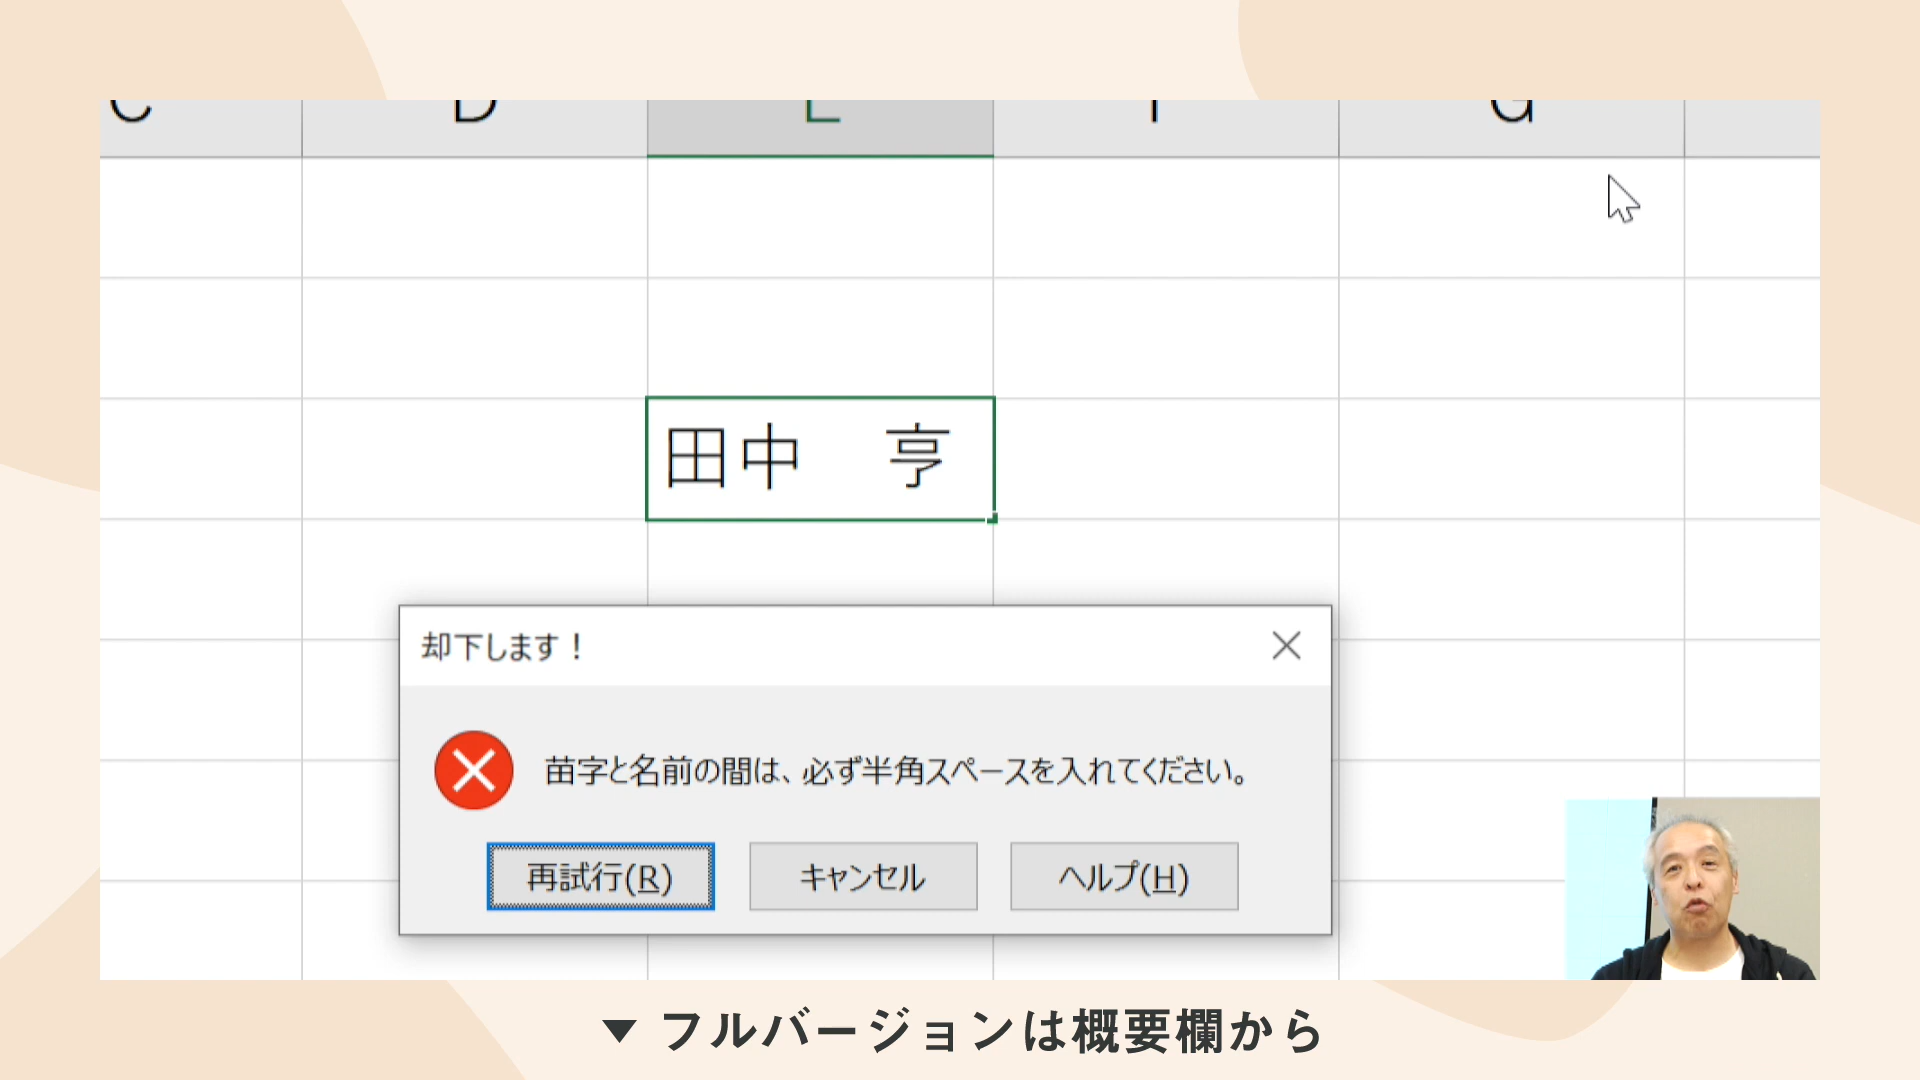 C D E F G
田中　亨
却下します！
苗字と名前の間は、必ず半角スペースを入れてください。
再試行(R) キャンセル ヘルプ(H)
▼ フルバージョンは概要欄から